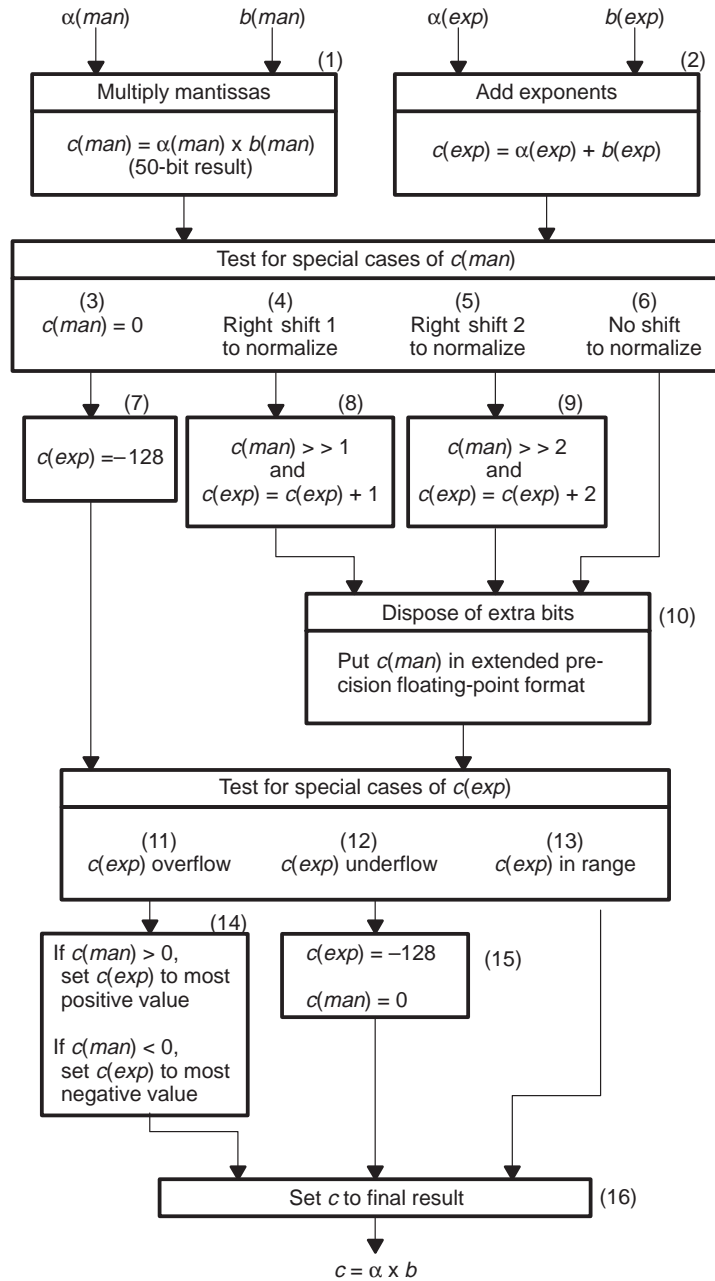 α(man)
b(man)
α(exp)
b(exp)
(1)
(2)
Multiply mantissas
Add exponents
c(man) = α(man) x b(man)
(50-bit result)
c(exp) = α(exp) + b(exp)
Test for special cases of c(man)
(3)
c(man) = 0
(4)
Right shift 1
to normalize
(5)
Right shift 2
to normalize
(6)
No shift
to normalize
(7)
c(exp) =–128
(8)
c(man) > > 1
and
c(exp) = c(exp) + 1
(9)
c(man) > > 2
and
c(exp) = c(exp) + 2
Dispose of extra bits
(10)
Put c(man) in extended pre-
cision floating-point format
Test for special cases of c(exp)
(11)
c(exp) overflow
(12)
c(exp) underflow
(13)
c(exp) in range
(14)
If c(man) > 0,
set c(exp) to most
positive value
If c(man) < 0,
set c(exp) to most
negative value
c(exp) = –128
(15)
c(man) = 0
Set c to final result
(16)
c = α x b